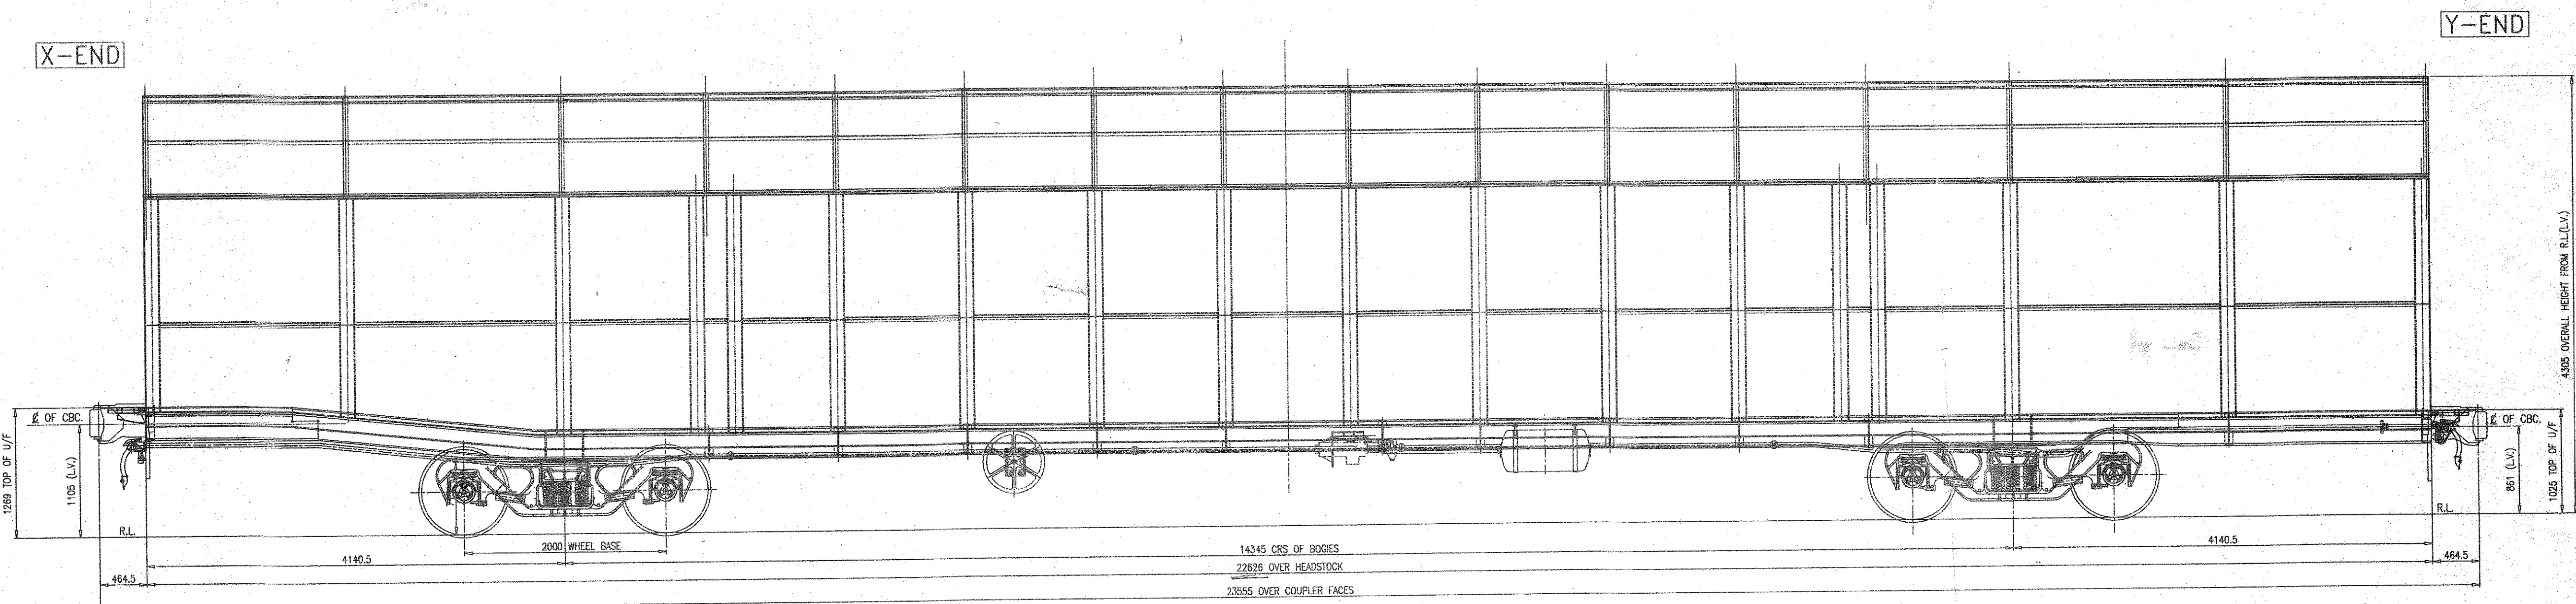 X-END
Y-END
4305 OVERALL HEIGHT FROM R.L.(L.V.)
1269 TOP OF U/F
1105 (L.V.)
℄ OF CBC.
℄ OF CBC.
861 (L.V.)
1025 TOP OF U/F
R.L.
R.L.
2000 WHEEL BASE
4140.5
14345 CRS OF BOGIES
4140.5
464.5
22626 OVER HEADSTOCK
464.5
23555 OVER COUPLER FACES